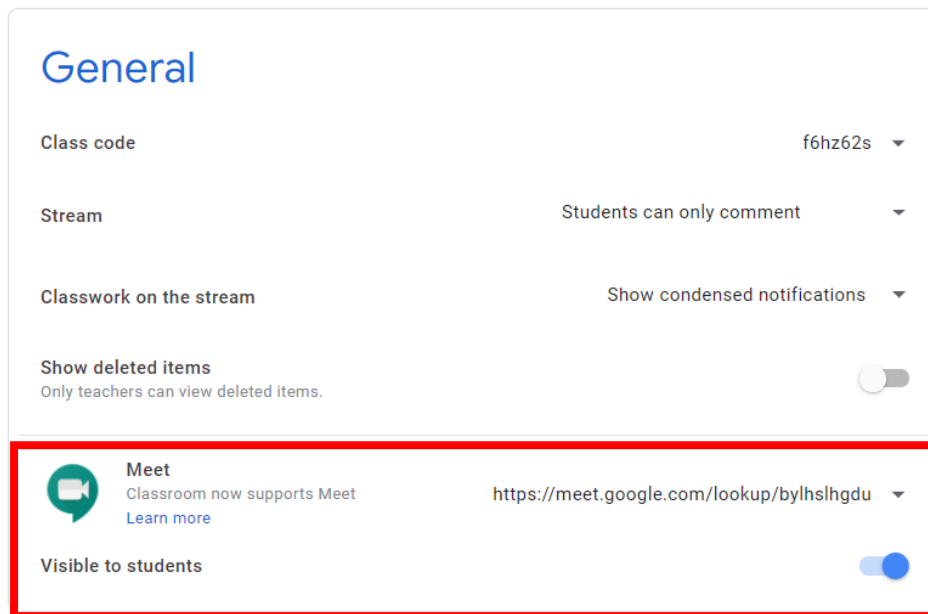 General
Class code f6hz62s
Stream Students can only comment
Classwork on the stream Show condensed notifications
Show deleted items
Only teachers can view deleted items.
Meet
Classroom now supports Meet https://meet.google.com/lookup/bylhslhgdu
Learn more
Visible to students